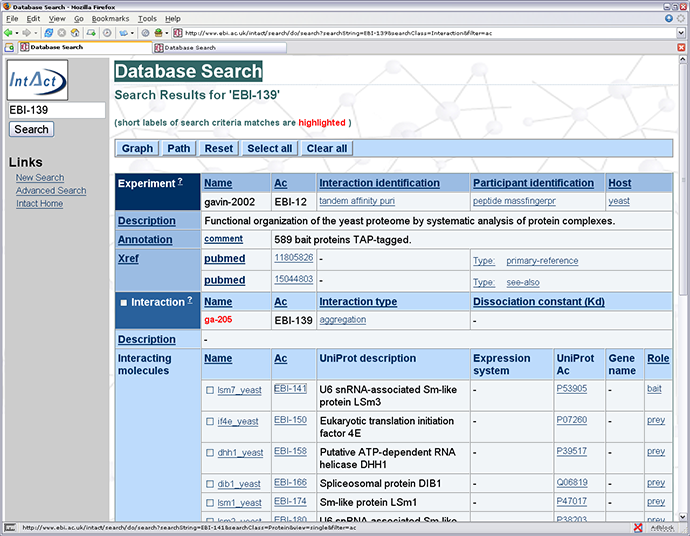 Database Search - Mozilla Firefox
File Edit View Go Bookmarks Tools Help
http://www.ebi.ac.uk/intact/search/do/search?searchString=EBI-139&searchClass=Interaction&filter=ac
Database Search Database Search
IntAct
EBI-139
Search
Links
New Search
Advanced Search
Intact Home
Database Search
Search Results for 'EBI-139'
(short labels of search criteria matches are highlighted )
Graph Path Reset Select all Clear all
Experiment ? Name Ac Interaction identification Participant identification Host
gavin-2002 EBI-12 tandem affinity puri peptide massfingerpr yeast
Description Functional organization of the yeast proteome by systematic analysis of protein complexes.
Annotation comment 589 bait proteins TAP-tagged.
Xref pubmed 11805826 - Type: primary-reference
pubmed 15044803 - Type: see-also
Interaction ? Name Ac Interaction type Dissociation constant (Kd)
ga-205 EBI-139 aggregation -
Description -
Interacting molecules Name Ac UniProt description Expression system UniProt Ac Gene name Role
lsm7_yeast EBI-141 U6 snRNA-associated Sm-like protein LSm3 - P53905 - bait
if4e_yeast EBI-150 Eukaryotic translation initiation factor 4E - P07260 - prey
dhh1_yeast EBI-158 Putative ATP-dependent RNA helicase DHH1 - P39517 - prey
dib1_yeast EBI-166 Spliceosomal protein DIB1 - Q06819 - prey
lsm1_yeast EBI-174 Sm-like protein LSm1 - P47017 - prey
EBI-180 U6 snRNA-associated Sm-like - P38203 - prey
http://www.ebi.ac.uk/intact/search/do/search?searchString=EBI-141&searchClass=Protein&view=single&filter=ac
Adblock